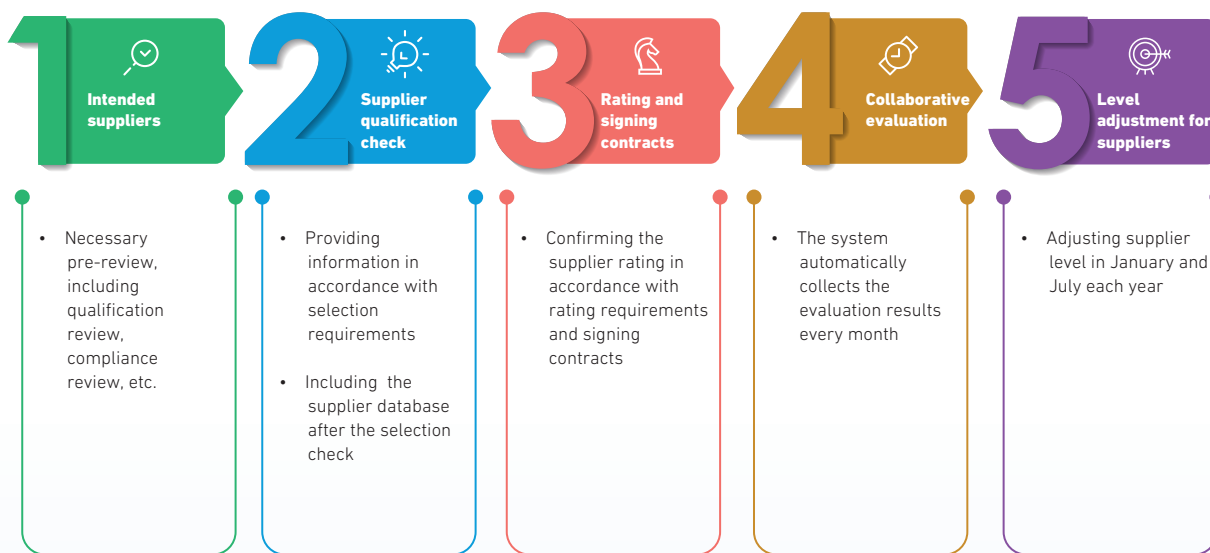 1
Intended
suppliers
• Necessary
pre-review,
including
qualification
review,
compliance
review, etc.
2
Supplier
qualification
check
• Providing
information in
accordance with
selection
requirements
• Including the
supplier database
after the selection
check
3
Rating and
signing
contracts
• Confirming the
supplier rating in
accordance with
rating requirements
and signing
contracts
4
Collaborative
evaluation
• The system
automatically
collects the
evaluation results
every month
5
Level
adjustment for
suppliers
• Adjusting supplier
level in January and
July each year